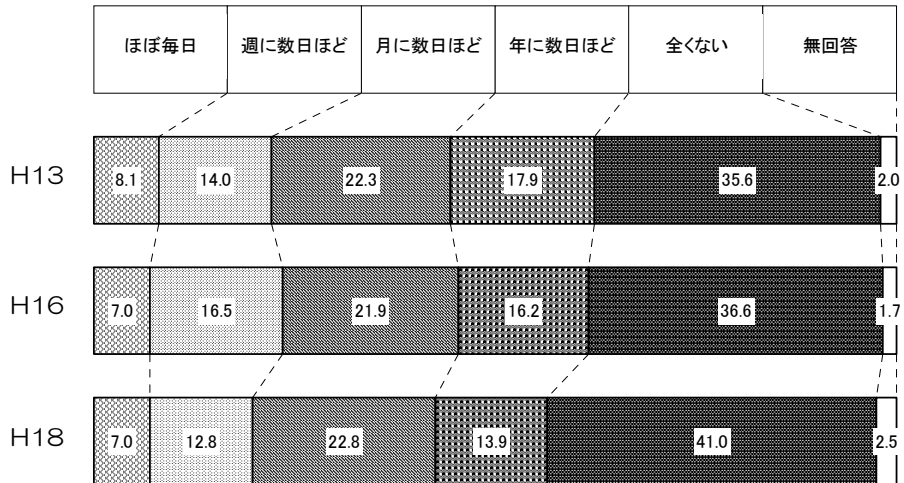 ほぼ毎日 週に数日ほど 月に数日ほど 年に数日ほど 全くない 無回答
H13 8.1 14.0 22.3 17.9 35.6 2.0
H16 7.0 16.5 21.9 16.2 36.6 1.7
H18 7.0 12.8 22.8 13.9 41.0 2.5